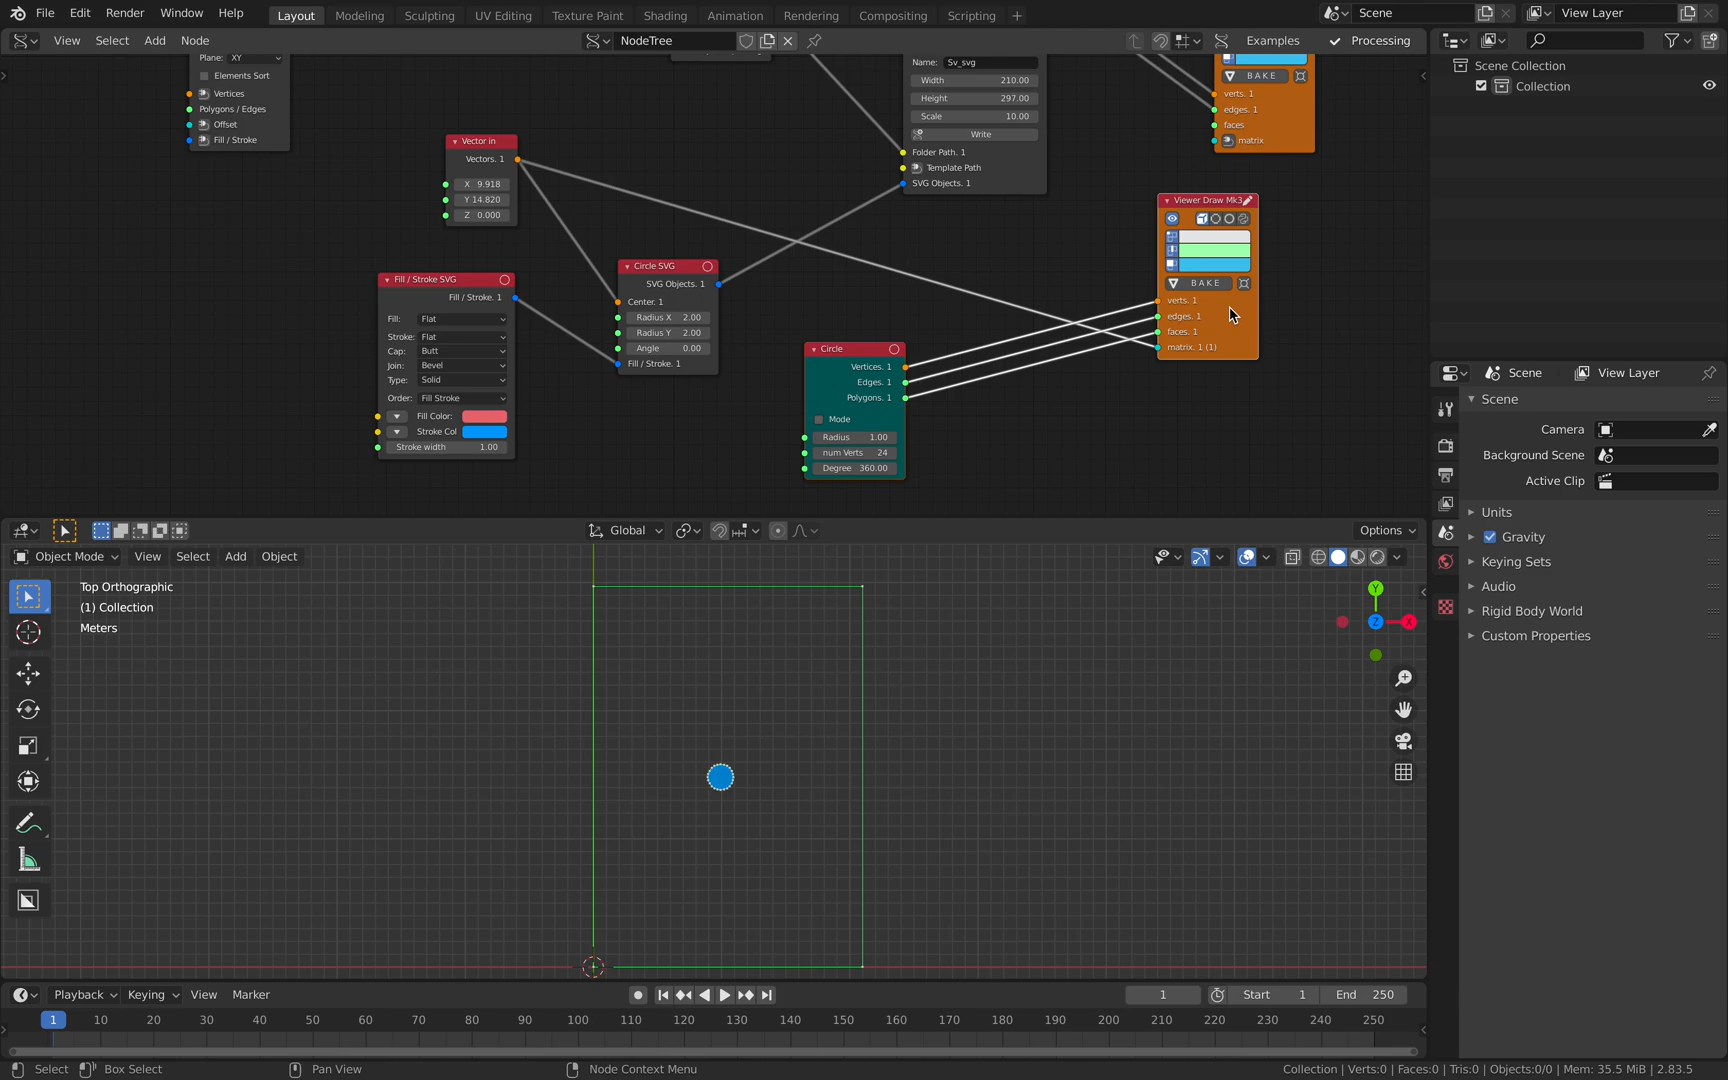 File Edit Render Window Help
Layout Modeling Sculpting UV Editing Texture Paint Shading Animation Rendering Compositing Scripting +
Scene
View Layer
View Select Add Node
NodeTree
Examples
Processing
Scene Collection
Collection
Plane: XY
Elements Sort
Vertices
Polygons / Edges
Offset
Fill / Stroke
Vector in
Vectors. 1
X 9.918
Y 14.820
Z 0.000
Name: Sv_svg
Width 210.00
Height 297.00
Scale 10.00
Write
Folder Path. 1
Template Path
SVG Objects. 1
BAKE
verts. 1
edges. 1
faces
matrix
Viewer Draw Mk3
BAKE
verts. 1
edges. 1
faces. 1
matrix. 1 (1)
Fill / Stroke SVG
Fill / Stroke. 1
Fill: Flat
Stroke: Flat
Cap: Butt
Join: Bevel
Type: Solid
Order: Fill Stroke
Fill Color:
Stroke Col
Stroke width 1.00
Circle SVG
SVG Objects. 1
Center. 1
Radius X 2.00
Radius Y 2.00
Angle 0.00
Fill / Stroke. 1
Circle
Vertices. 1
Edges. 1
Polygons. 1
Mode
Radius 1.00
num Verts 24
Degree 360.00
Scene
View Layer
Scene
Camera
Background Scene
Active Clip
Units
Gravity
Keying Sets
Audio
Rigid Body World
Custom Properties
Global
Options
Object Mode View Select Add Object
Top Orthographic
(1) Collection
Meters
Y
Z
X
Playback Keying View Marker
1
Start 1
End 250
1 10 20 30 40 50 60 70 80 90 100 110 120 130 140 150 160 170 180 190 200 210 220 230 240 250
Select
Box Select
Pan View
Node Context Menu
Collection | Verts:0 | Faces:0 | Tris:0 | Objects:0/0 | Mem: 35.5 MiB | 2.83.5